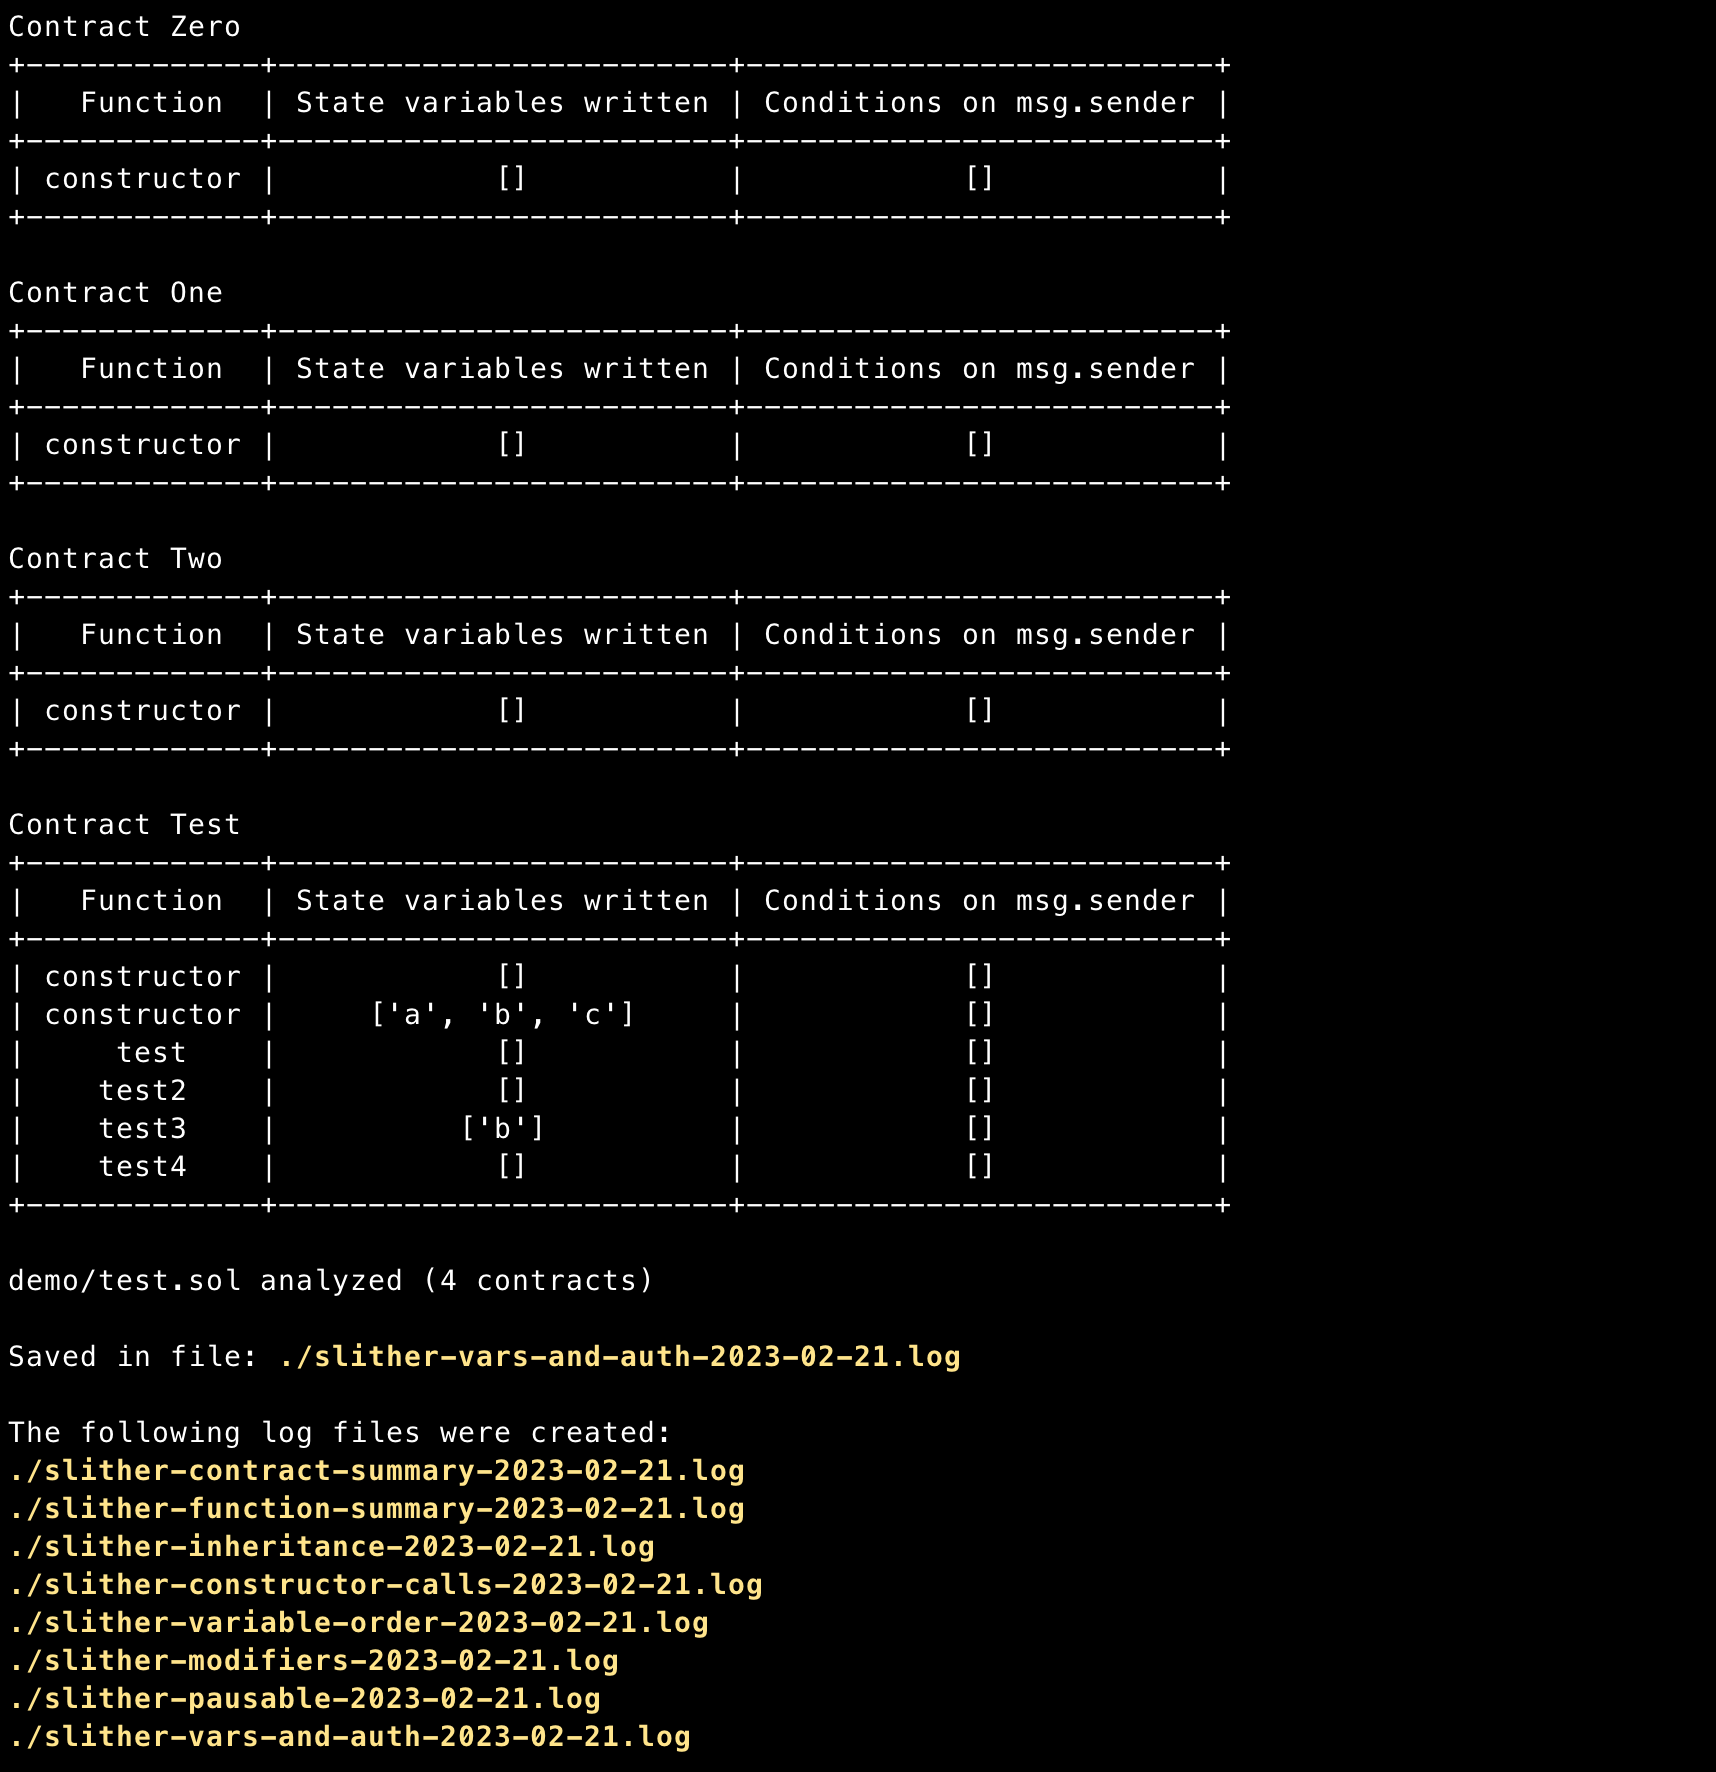 Contract Zero
+-------------+-------------------------+--------------------------+
|   Function  | State variables written | Conditions on msg.sender |
+-------------+-------------------------+--------------------------+
| constructor |            []           |            []            |
+-------------+-------------------------+--------------------------+

Contract One
+-------------+-------------------------+--------------------------+
|   Function  | State variables written | Conditions on msg.sender |
+-------------+-------------------------+--------------------------+
| constructor |            []           |            []            |
+-------------+-------------------------+--------------------------+

Contract Two
+-------------+-------------------------+--------------------------+
|   Function  | State variables written | Conditions on msg.sender |
+-------------+-------------------------+--------------------------+
| constructor |            []           |            []            |
+-------------+-------------------------+--------------------------+

Contract Test
+-------------+-------------------------+--------------------------+
|   Function  | State variables written | Conditions on msg.sender |
+-------------+-------------------------+--------------------------+
| constructor |            []           |            []            |
| constructor |     ['a', 'b', 'c']     |            []            |
|     test    |            []           |            []            |
|    test2    |            []           |            []            |
|    test3    |          ['b']          |            []            |
|    test4    |            []           |            []            |
+-------------+-------------------------+--------------------------+

demo/test.sol analyzed (4 contracts)

Saved in file: ./slither-vars-and-auth-2023-02-21.log

The following log files were created:
./slither-contract-summary-2023-02-21.log
./slither-function-summary-2023-02-21.log
./slither-inheritance-2023-02-21.log
./slither-constructor-calls-2023-02-21.log
./slither-variable-order-2023-02-21.log
./slither-modifiers-2023-02-21.log
./slither-pausable-2023-02-21.log
./slither-vars-and-auth-2023-02-21.log